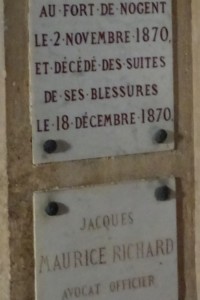 AU FORT DE NOGENT
LE 2 NOVEMBRE 1870,
ET DÉCÉDÉ DES SUITES
DE SES BLESSURES
LE 18 DÉCEMBRE 1870.
JACQUES
MAURICE RICHARD
AVOCAT OFFICIER